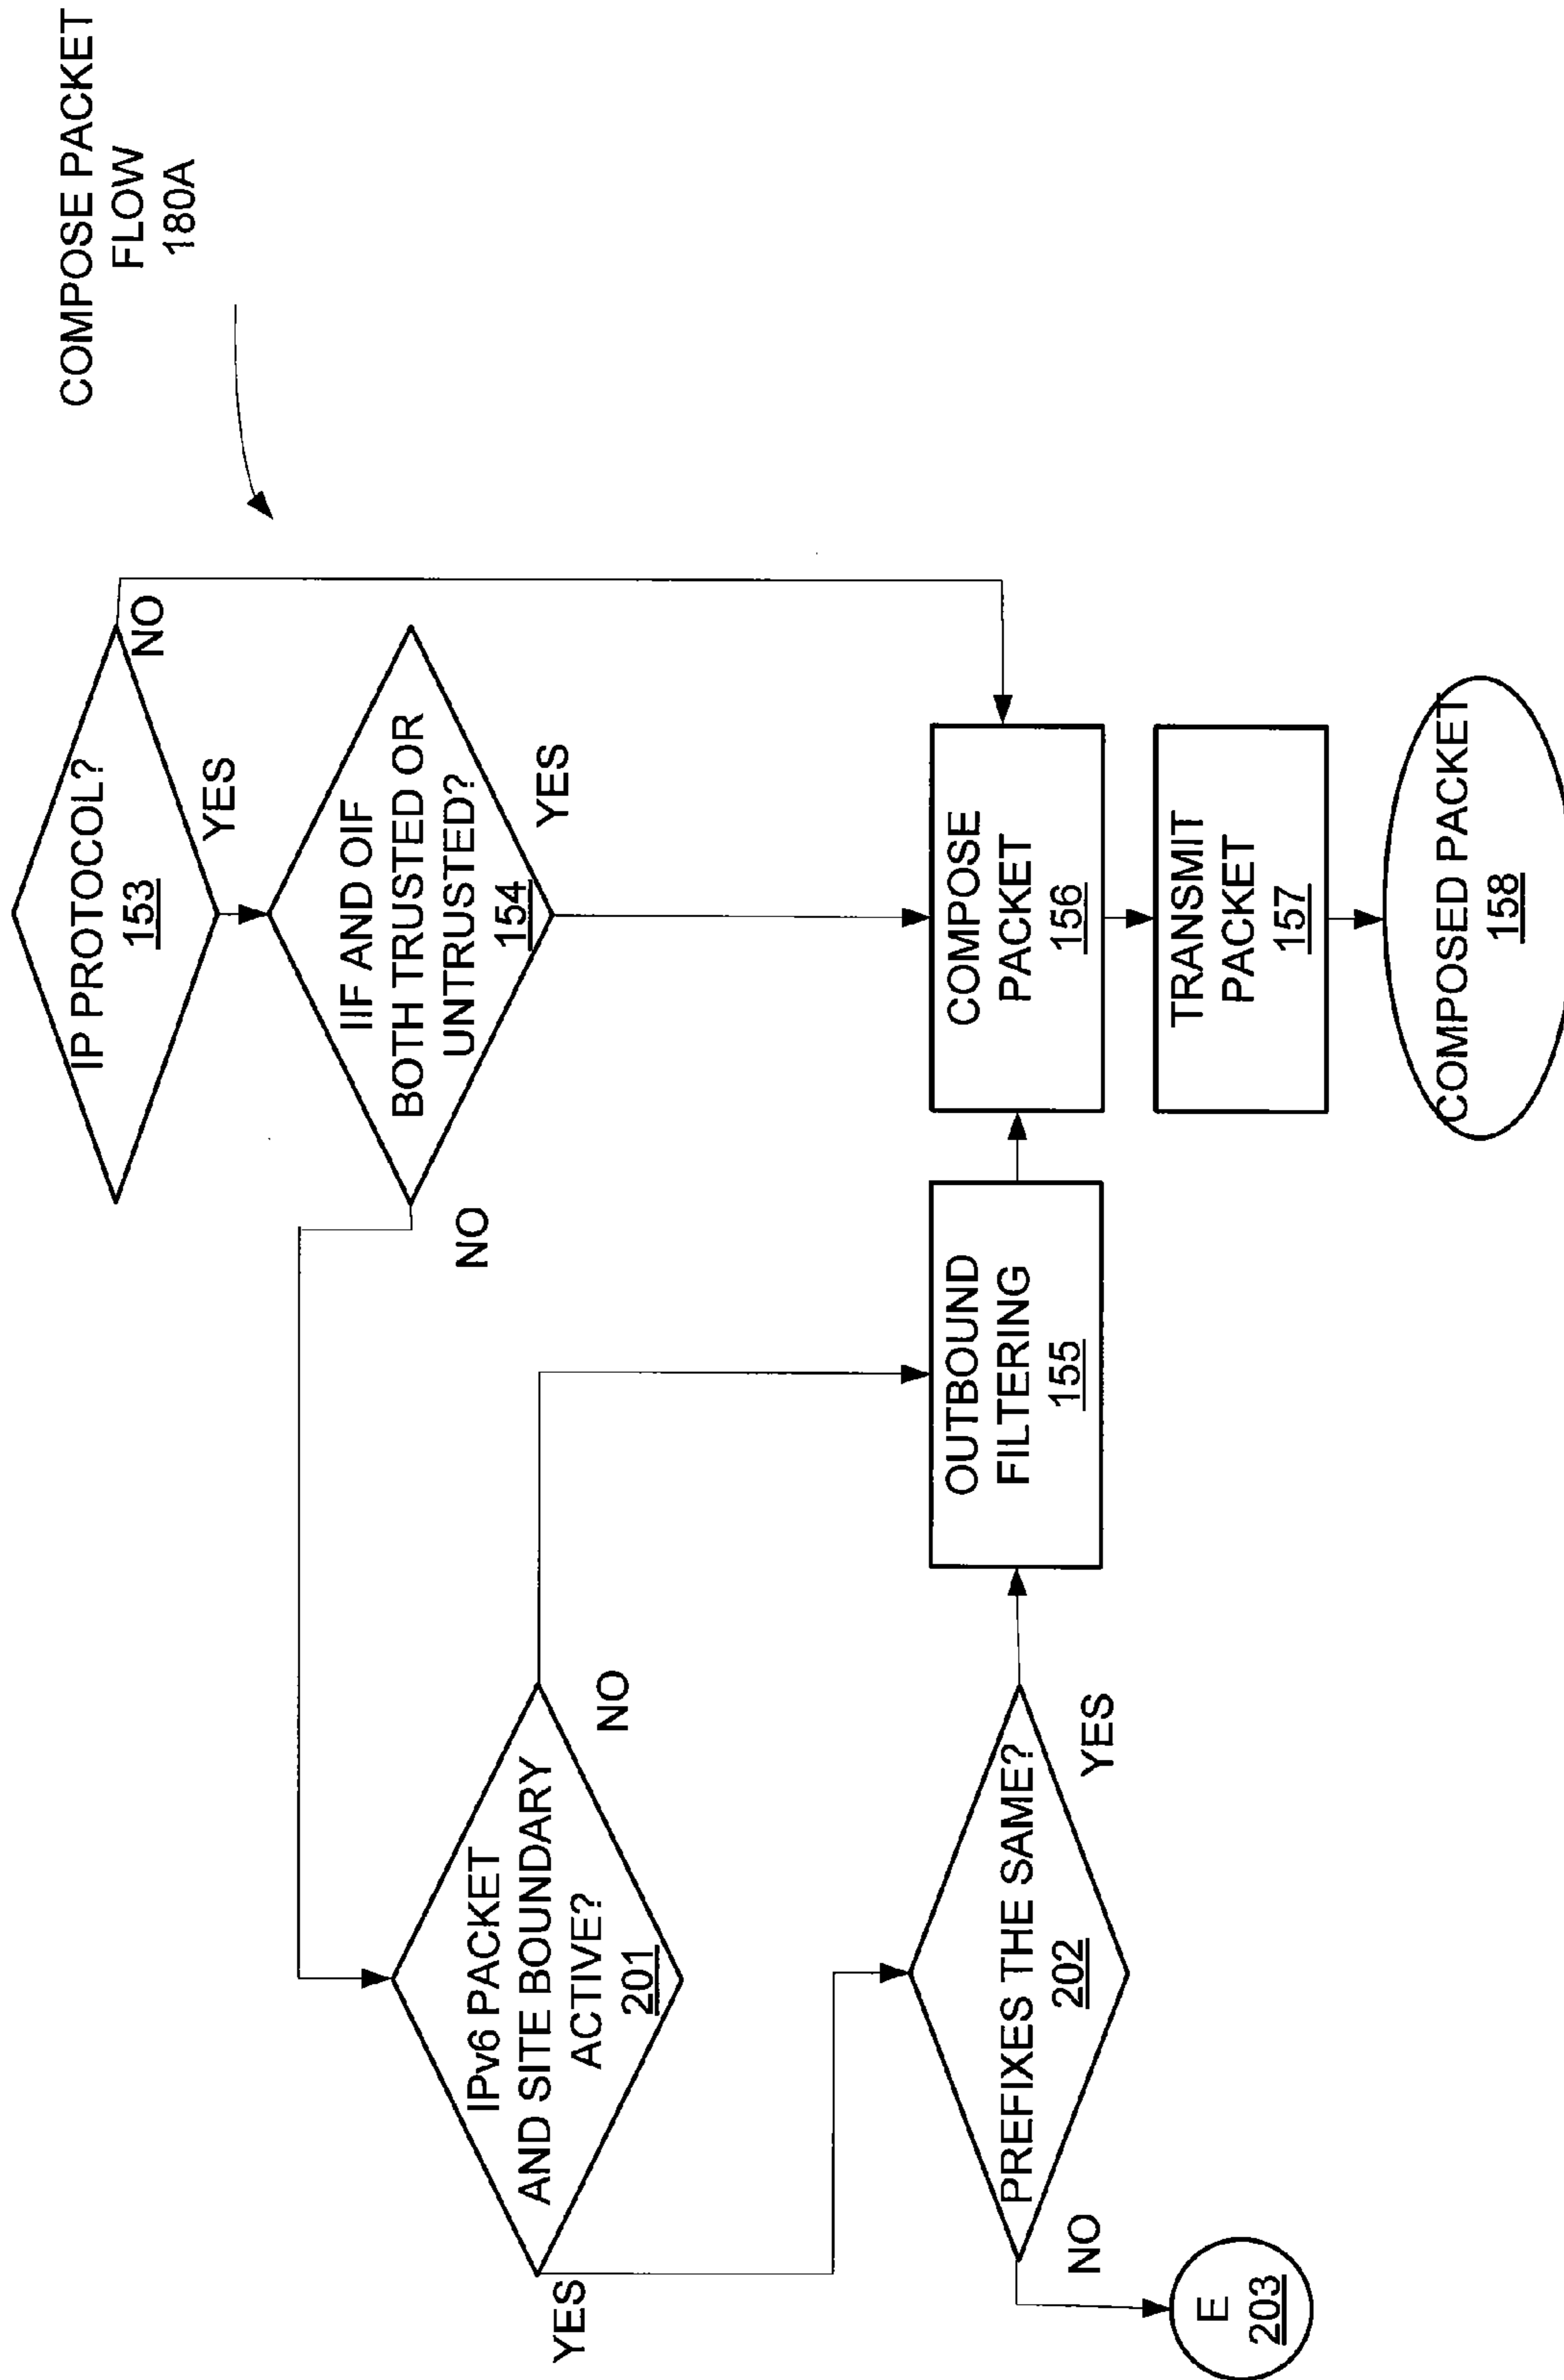 COMPOSE PACKET
FLOW
180A
IP PROTOCOL?
153
NO
YES
IIF AND OIF
BOTH TRUSTED OR
UNTRUSTED?
154
NO
YES
IPv6 PACKET
AND SITE BOUNDARY
ACTIVE?
201
YES
NO
PREFIXES THE SAME?
202
NO
YES
E
203
OUTBOUND
FILTERING
155
COMPOSE
PACKET
156
TRANSMIT
PACKET
157
COMPOSED PACKET
158